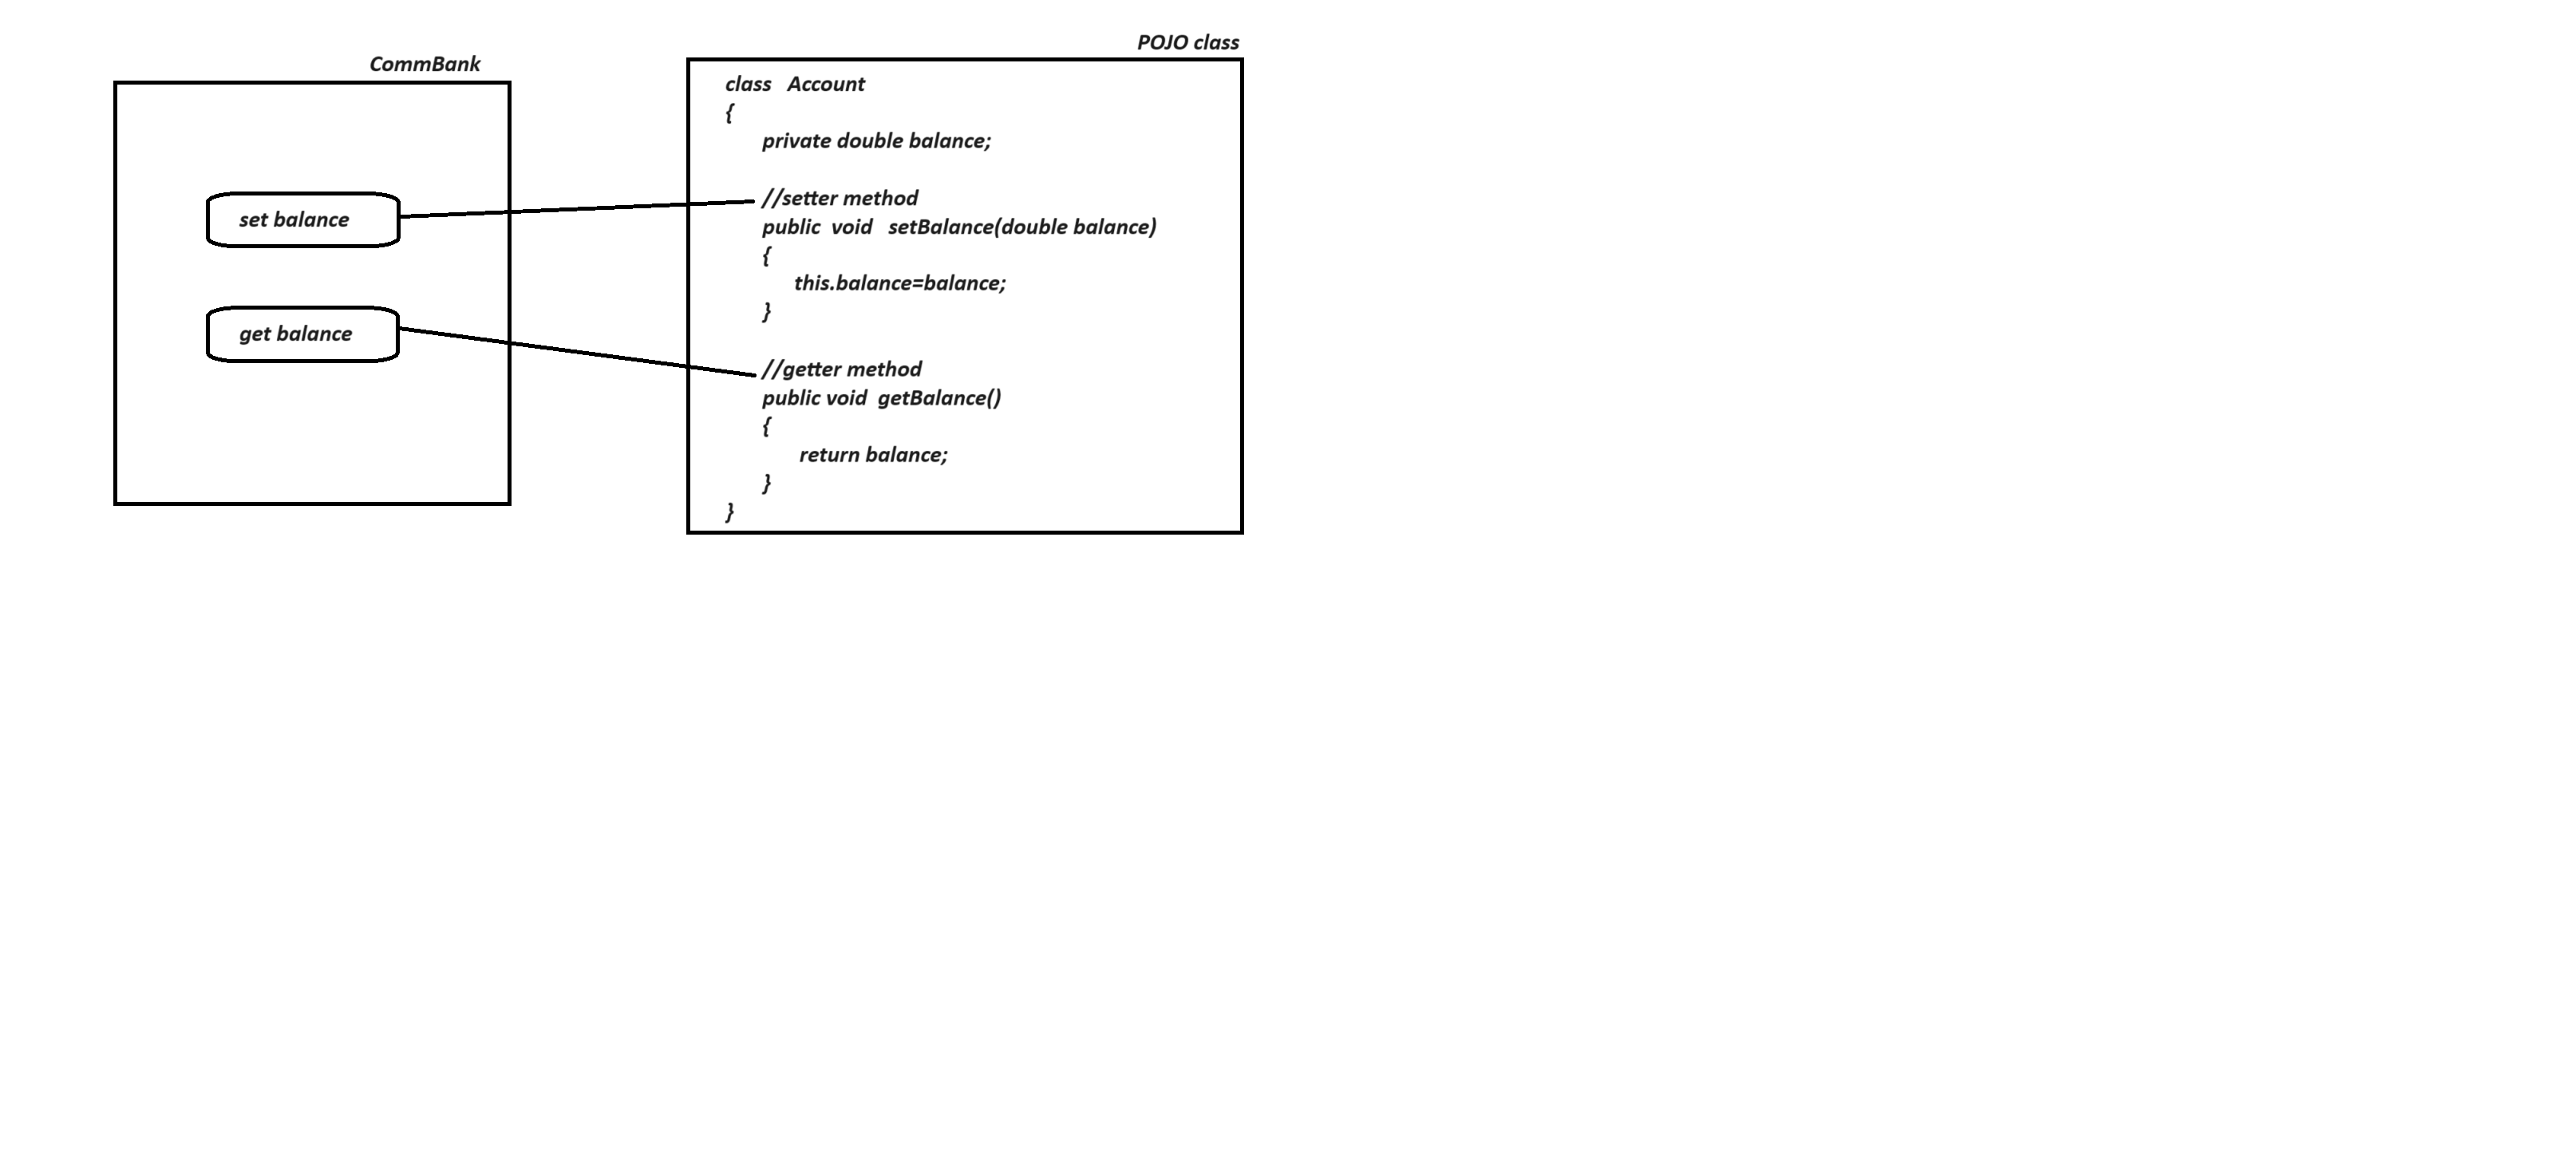 CommBank
set balance
get balance
POJO class
class   Account
{
private double balance;
//setter method
public  void   setBalance(double balance)
{
this.balance=balance;
}
//getter method
public void  getBalance()
{
return balance;
}
}